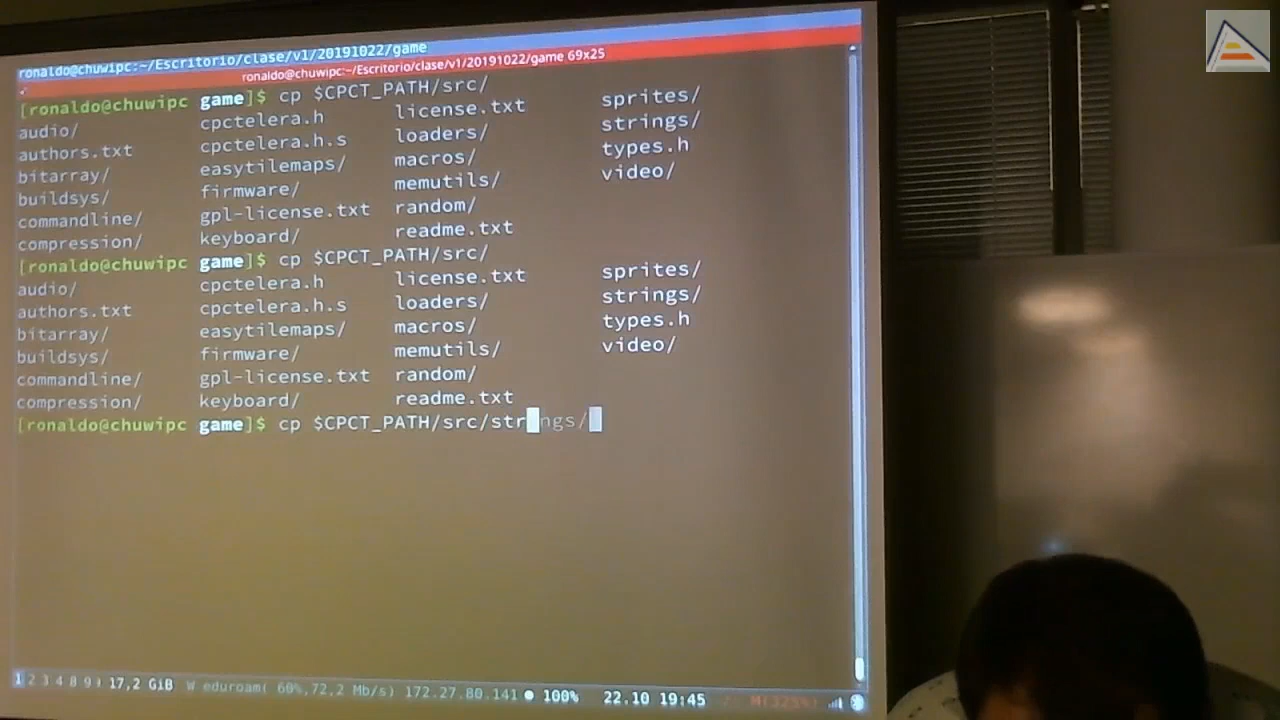 ronaldo@chuwipc:~/Escritorio/clase/v1/20191022/game
ronaldo@chuwipc:~/Escritorio/clase/v1/20191022/game 69x25
[ronaldo@chuwipc game]$ cp $CPCT_PATH/src/
audio/ cpctelera.h license.txt sprites/
authors.txt cpctelera.h.s loaders/ strings/
bitarray/ easytilemaps/ macros/ types.h
buildsys/ firmware/ memutils/ video/
commandline/ gpl-license.txt random/
compression/ keyboard/ readme.txt
[ronaldo@chuwipc game]$ cp $CPCT_PATH/src/
audio/ cpctelera.h license.txt sprites/
authors.txt cpctelera.h.s loaders/ strings/
bitarray/ easytilemaps/ macros/ types.h
buildsys/ firmware/ memutils/ video/
commandline/ gpl-license.txt random/
compression/ keyboard/ readme.txt
[ronaldo@chuwipc game]$ cp $CPCT_PATH/src/str ngs/
1 2 3 4 8 9 17,2 GiB W eduroam( 60%,72,2 Mb/s) 172.27.80.141 ● 100% 22.10 19:45